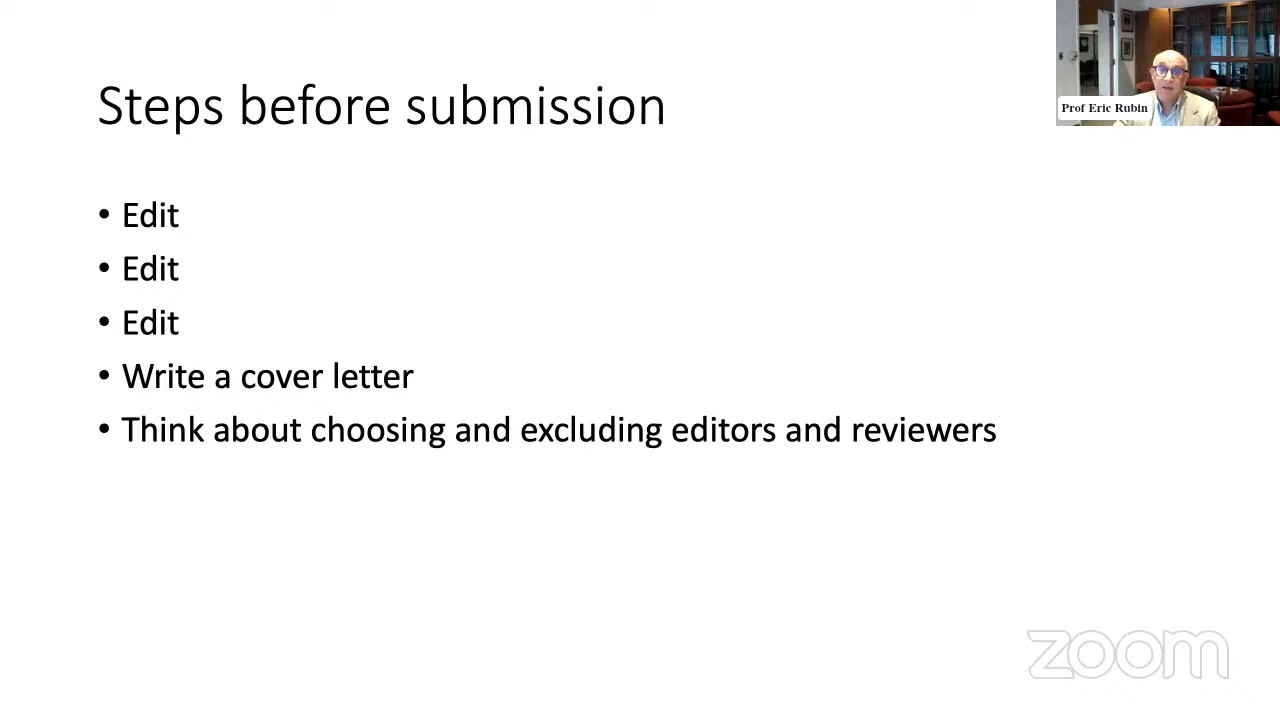 Steps before submission
Prof Eric Rubin
• Edit
• Edit
• Edit
• Write a cover letter
• Think about choosing and excluding editors and reviewers
zoom